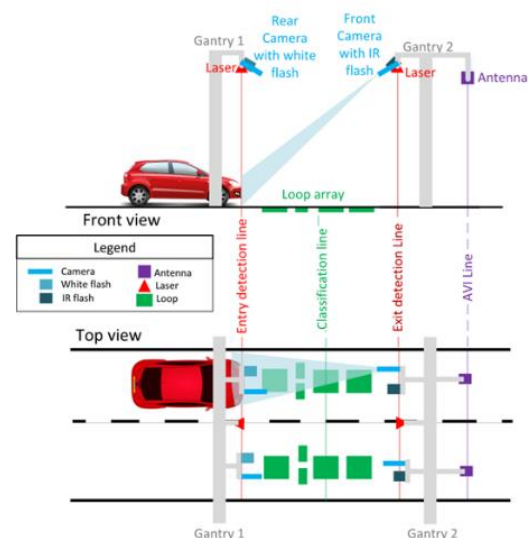 Gantry 1
Rear
Camera
with white
flash
Laser
Front
Camera
with IR
flash
Gantry 2
Laser
Antenna
Loop array
Front view
Legend
Camera
White flash
IR flash
Antenna
Laser
Loop
Entry detection line
Classification line
Exit detection Line
AVI Line
Top view
Gantry 1
Gantry 2